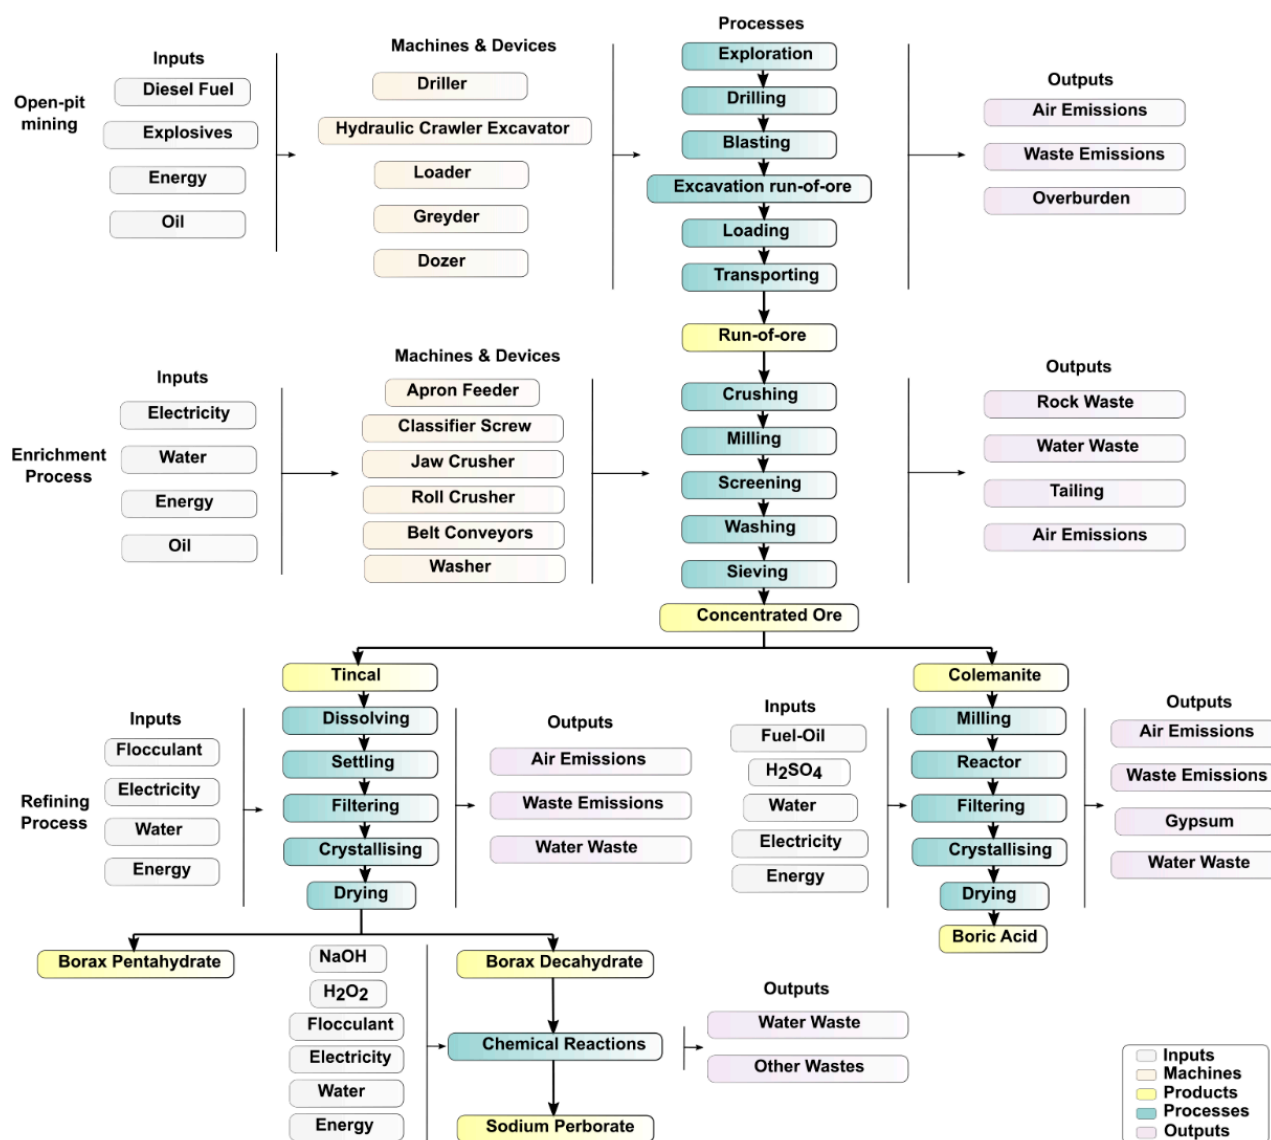 Processes
Inputs
Machines & Devices
Outputs
Open-pit
mining
Diesel Fuel
Explosives
Energy
Oil
Driller
Hydraulic Crawler Excavator
Loader
Greyder
Dozer
Exploration
Drilling
Blasting
Excavation run-of-ore
Loading
Transporting
Air Emissions
Waste Emissions
Overburden
Run-of-ore
Inputs
Machines & Devices
Outputs
Enrichment
Process
Electricity
Water
Energy
Oil
Apron Feeder
Classifier Screw
Jaw Crusher
Roll Crusher
Belt Conveyors
Washer
Crushing
Milling
Screening
Washing
Sieving
Rock Waste
Water Waste
Tailing
Air Emissions
Concentrated Ore
Refining
Process
Inputs
Flocculant
Electricity
Water
Energy
Tincal
Dissolving
Settling
Filtering
Crystallising
Drying
Outputs
Air Emissions
Waste Emissions
Water Waste
Inputs
Fuel-Oil
H2SO4
Water
Electricity
Energy
Colemanite
Milling
Reactor
Filtering
Crystallising
Drying
Boric Acid
Outputs
Air Emissions
Waste Emissions
Gypsum
Water Waste
Borax Pentahydrate
NaOH
H2O2
Flocculant
Electricity
Water
Energy
Borax Decahydrate
Chemical Reactions
Sodium Perborate
Outputs
Water Waste
Other Wastes
Inputs
Machines
Products
Processes
Outputs